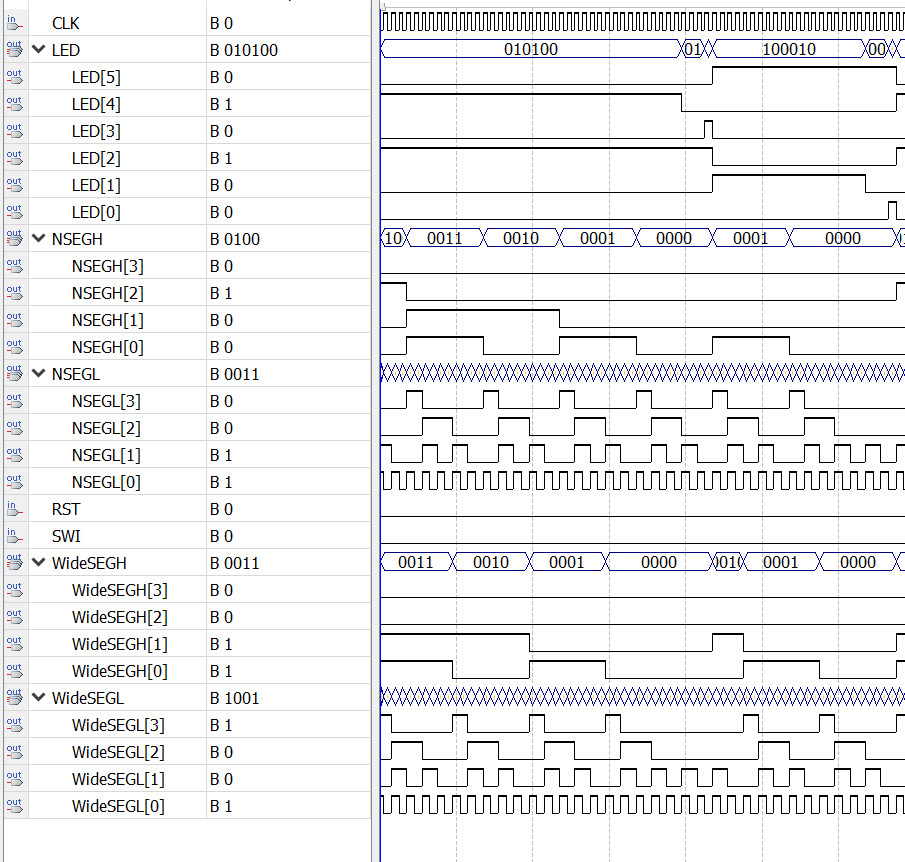 in CLK B 0
out LED B 010100 010100 01 100010 00
out LED[5] B 0
out LED[4] B 1
out LED[3] B 0
out LED[2] B 1
out LED[1] B 0
out LED[0] B 0
out NSEGH B 0100 10 0011 0010 0001 0000 0001 0000
out NSEGH[3] B 0
out NSEGH[2] B 1
out NSEGH[1] B 0
out NSEGH[0] B 0
out NSEGL B 0011
out NSEGL[3] B 0
out NSEGL[2] B 0
out NSEGL[1] B 1
out NSEGL[0] B 1
in RST B 0
in SWI B 0
out WideSEGH B 0011 0011 0010 0001 0000 0010 0001 0000
out WideSEGH[3] B 0
out WideSEGH[2] B 0
out WideSEGH[1] B 1
out WideSEGH[0] B 1
out WideSEGL B 1001
out WideSEGL[3] B 1
out WideSEGL[2] B 0
out WideSEGL[1] B 0
out WideSEGL[0] B 1